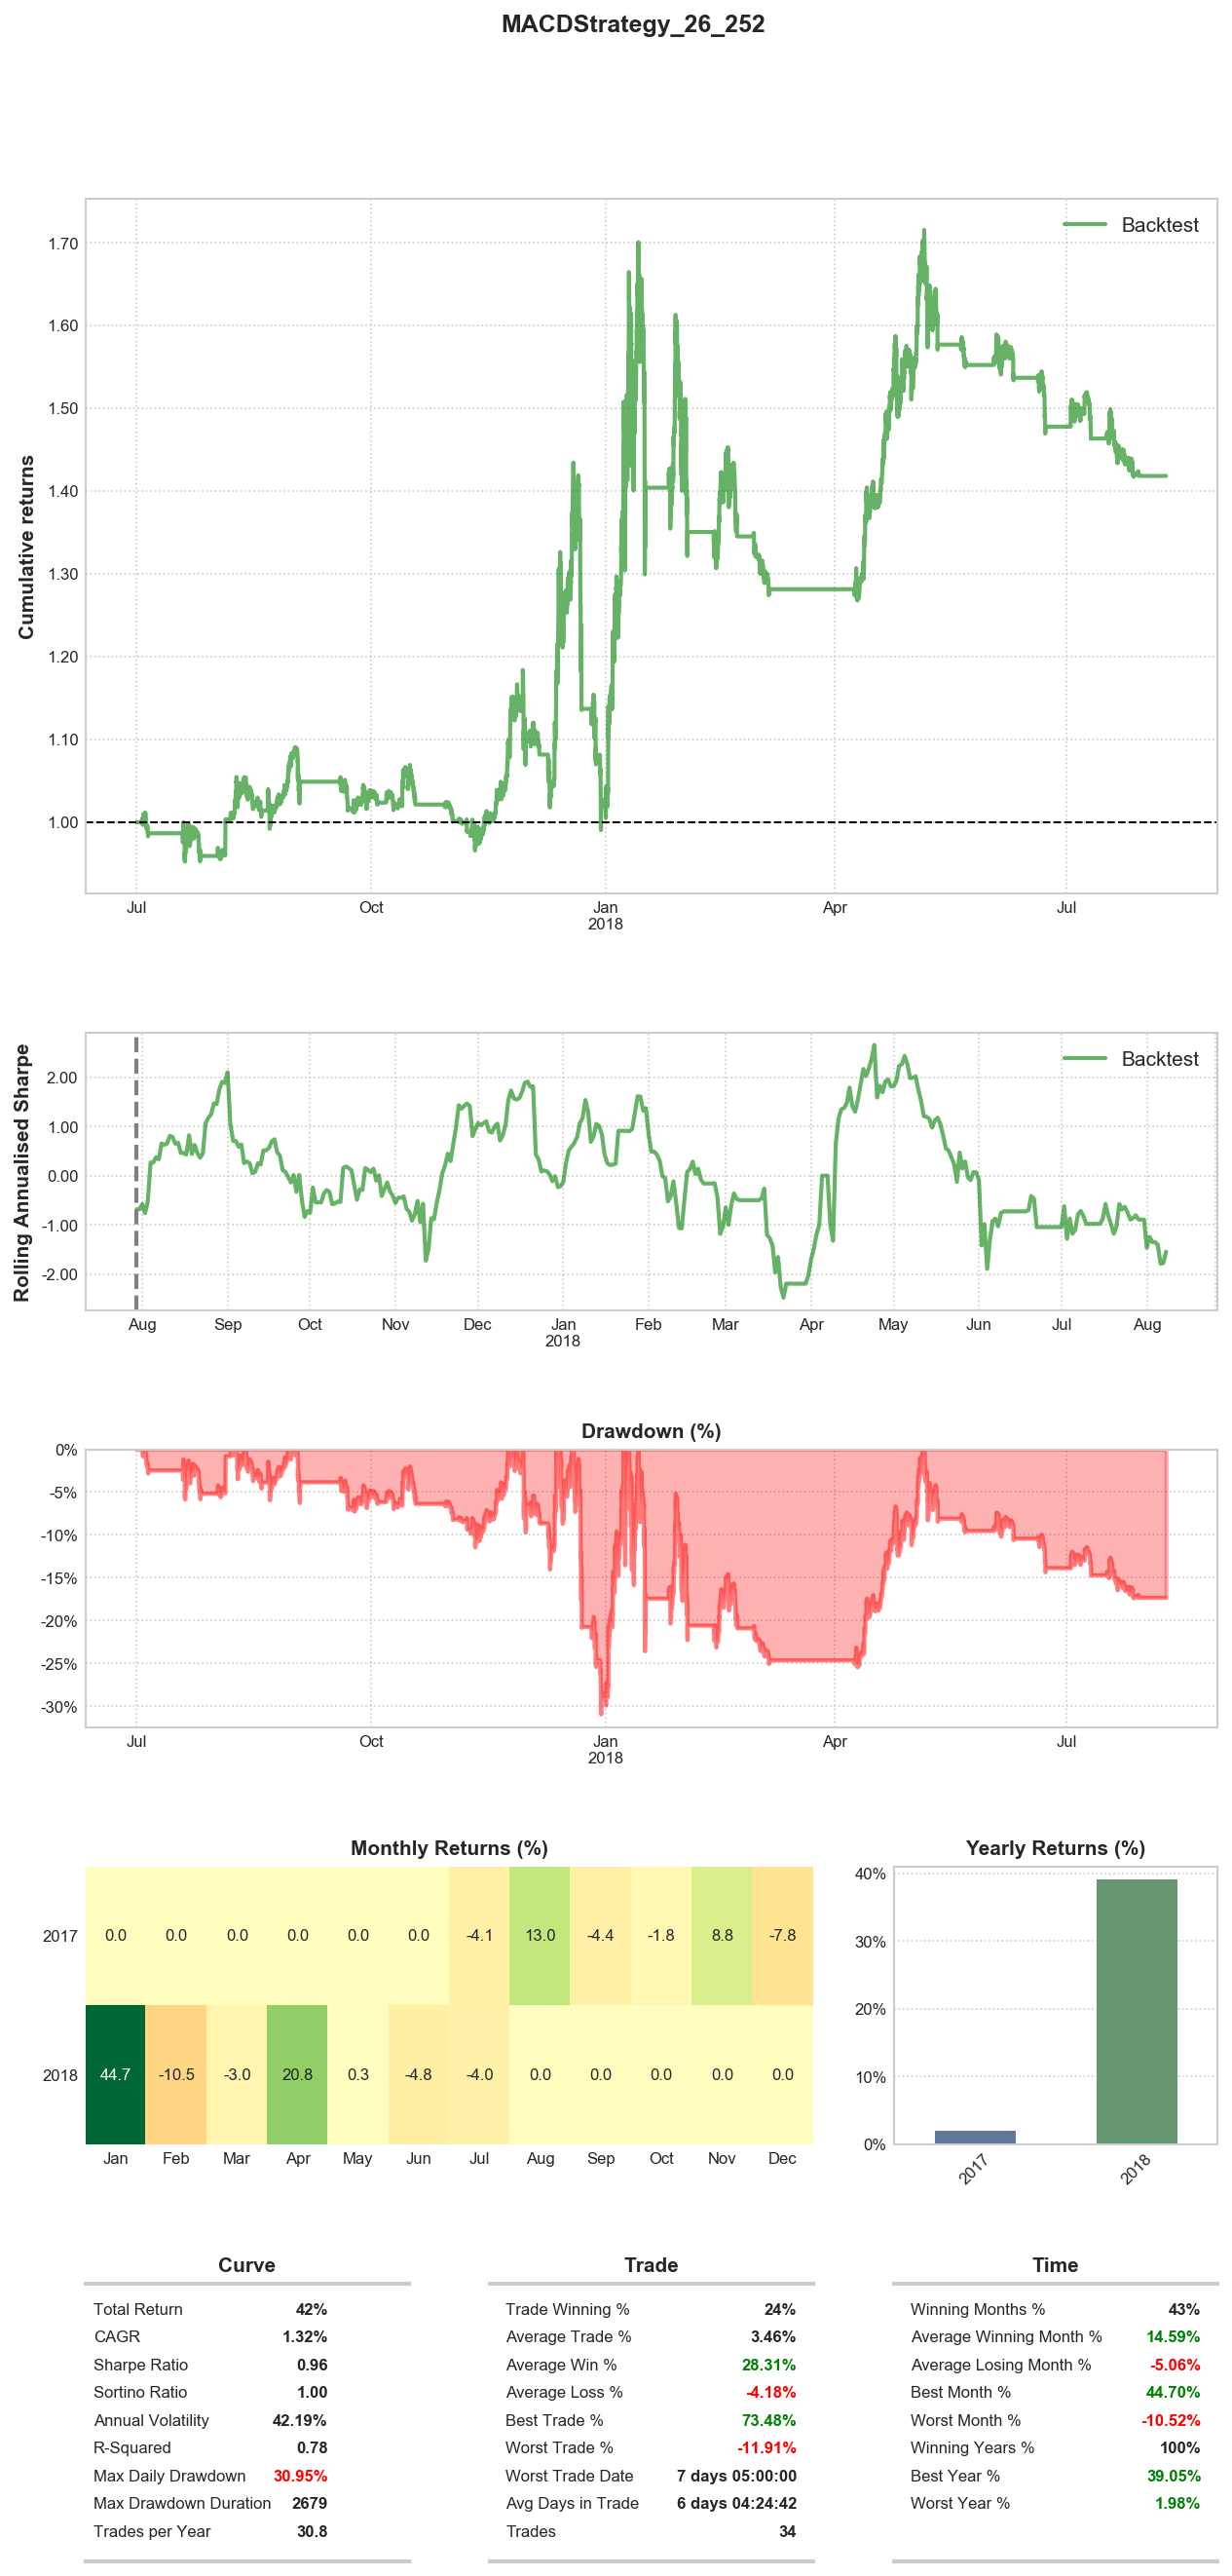 MACDStrategy_26_252
Cumulative returns
1.70
1.60
1.50
1.40
1.30
1.20
1.10
1.00
Backtest
Jul Oct Jan Apr Jul
2018
Rolling Annualised Sharpe
2.00
1.00
0.00
-1.00
-2.00
Backtest
Aug Sep Oct Nov Dec Jan Feb Mar Apr May Jun Jul Aug
2018
Drawdown (%)
0%
-5%
-10%
-15%
-20%
-25%
-30%
Jul Oct Jan Apr Jul
2018
Monthly Returns (%)
2017 0.0 0.0 0.0 0.0 0.0 0.0 -4.1 13.0 -4.4 -1.8 8.8 -7.8
2018 44.7 -10.5 -3.0 20.8 0.3 -4.8 -4.0 0.0 0.0 0.0 0.0 0.0
Jan Feb Mar Apr May Jun Jul Aug Sep Oct Nov Dec
Yearly Returns (%)
40%
30%
20%
10%
0%
2017 2018
Curve
Total Return 42%
CAGR 1.32%
Sharpe Ratio 0.96
Sortino Ratio 1.00
Annual Volatility 42.19%
R-Squared 0.78
Max Daily Drawdown 30.95%
Max Drawdown Duration 2679
Trades per Year 30.8
Trade
Trade Winning % 24%
Average Trade % 3.46%
Average Win % 28.31%
Average Loss % -4.18%
Best Trade % 73.48%
Worst Trade % -11.91%
Worst Trade Date 7 days 05:00:00
Avg Days in Trade 6 days 04:24:42
Trades 34
Time
Winning Months % 43%
Average Winning Month % 14.59%
Average Losing Month % -5.06%
Best Month % 44.70%
Worst Month % -10.52%
Winning Years % 100%
Best Year % 39.05%
Worst Year % 1.98%